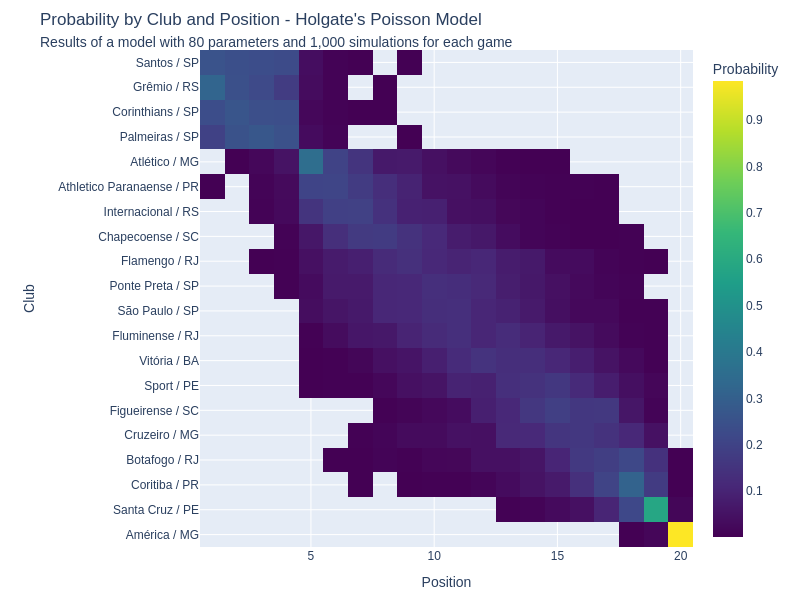 Probability by Club and Position - Holgate's Poisson Model
Results of a model with 80 parameters and 1,000 simulations for each game
Probability
Santos / SP
Grêmio / RS
Corinthians / SP
Palmeiras / SP
Atlético / MG
Athletico Paranaense / PR
Internacional / RS
Chapecoense / SC
Flamengo / RJ
Ponte Preta / SP
São Paulo / SP
Fluminense / RJ
Vitória / BA
Sport / PE
Figueirense / SC
Cruzeiro / MG
Botafogo / RJ
Coritiba / PR
Santa Cruz / PE
América / MG
Club
5
10
15
20
Position
0.9
0.8
0.7
0.6
0.5
0.4
0.3
0.2
0.1